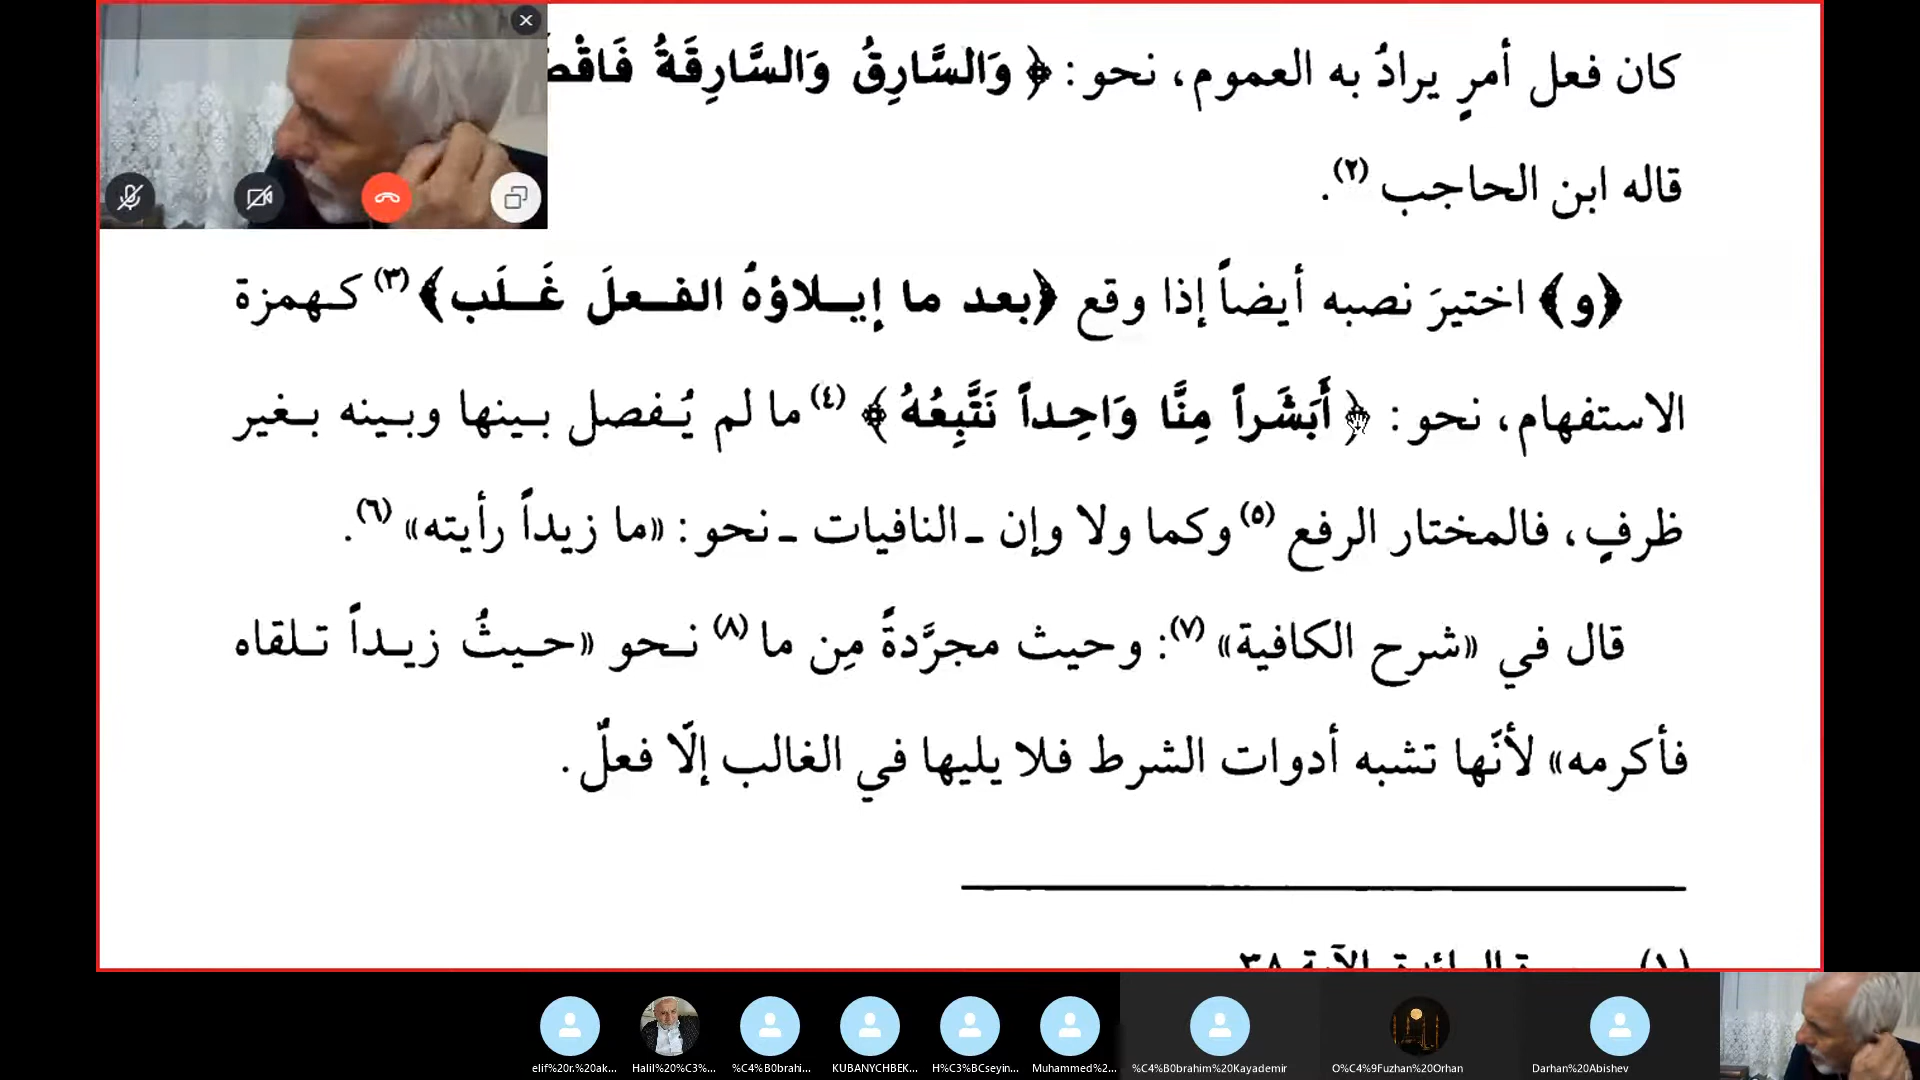 كان فعل أمرٍ يرادُ به العموم، نحو: ﴿ وَالسَّارِقُ وَالسَّارِقَةُ
قاله ابن الحاجب (٢).
﴿و﴾ اختيرَ نصبه أيضاً إذا وقع ﴿بعد ما إيلاؤهُ الفعلَ غَلَب﴾ (٣) كهمزة
الاستفهام، نحو: ﴿ أَبَشَراً مِنَّا وَاحِداً نَتَّبِعُهُ ﴾ (٤) ما لم يُفصل بينها وبينه بغير
ظرفٍ، فالمختار الرفع (٥) وكما ولا وإن ـ النافيات ـ نحو: «ما زيداً رأيته» (٦).
قال في «شرح الكافية» (٧): وحيث مجرَّدةً مِن ما (٨) نحو «حيثُ زيداً تلقاه
فأكرمه» لأنّها تشبه أدوات الشرط فلا يليها في الغالب إلّا فعلٌ.
elif%20r.%20ak... Halil%20%C3%... %C4%B0brahi... KUBANYCHBEK... H%C3%BCseyin... Muhammed%2... %C4%B0brahim%20Kayademir O%C4%9Fuzhan%20Orhan Darhan%20Abishev